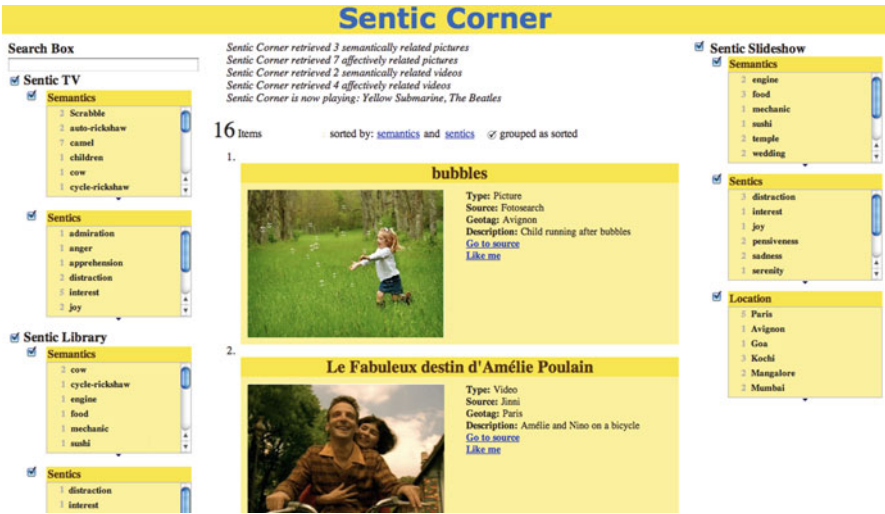 Sentic Corner
Search Box
Sentic TV
Semantics
2 Scrabble
2 auto-rickshaw
7 camel
1 children
1 cow
1 cycle-rickshaw
Sentics
1 admiration
1 anger
1 apprehension
2 distraction
5 interest
2 joy
Sentic Library
Semantics
2 cow
1 cycle-rickshaw
1 engine
1 food
1 mechanic
1 sushi
Sentics
1 distraction
1 interest
Sentic Corner retrieved 3 semantically related pictures
Sentic Corner retrieved 7 affectively related pictures
Sentic Corner retrieved 2 semantically related videos
Sentic Corner retrieved 4 affectively related videos
Sentic Corner is now playing: Yellow Submarine, The Beatles
16 Items sorted by: semantics and sentics grouped as sorted
1.
bubbles
Type: Picture
Source: Fotosearch
Geotag: Avignon
Description: Child running after bubbles
Go to source
Like me
2.
Le Fabuleux destin d'Amélie Poulain
Type: Video
Source: Jinni
Geotag: Paris
Description: Amélie and Nino on a bicycle
Go to source
Like me
Sentic Slideshow
Semantics
2 engine
3 food
1 mechanic
1 sushi
2 temple
2 wedding
Sentics
3 distraction
1 interest
1 joy
2 pensiveness
2 sadness
1 serenity
Location
5 Paris
1 Avignon
1 Goa
3 Kochi
2 Mangalore
2 Mumbai